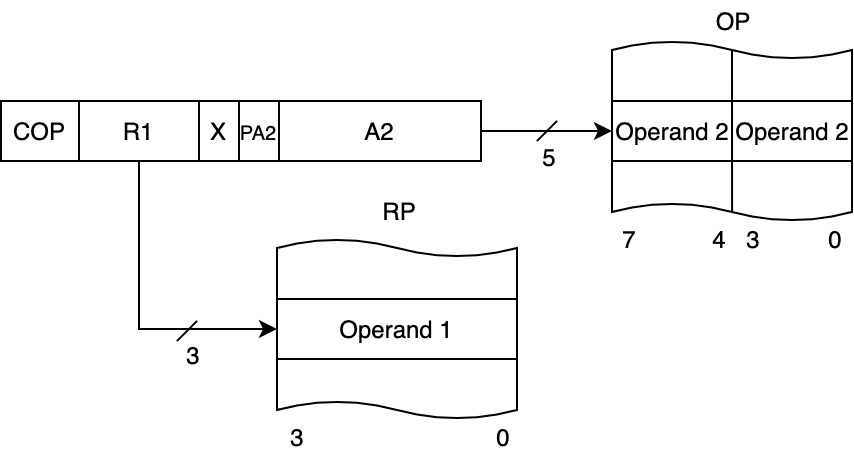 OP
COP R1 X PA2 A2
Operand 2 Operand 2
5
7 4 3 0
RP
Operand 1
3
3 0